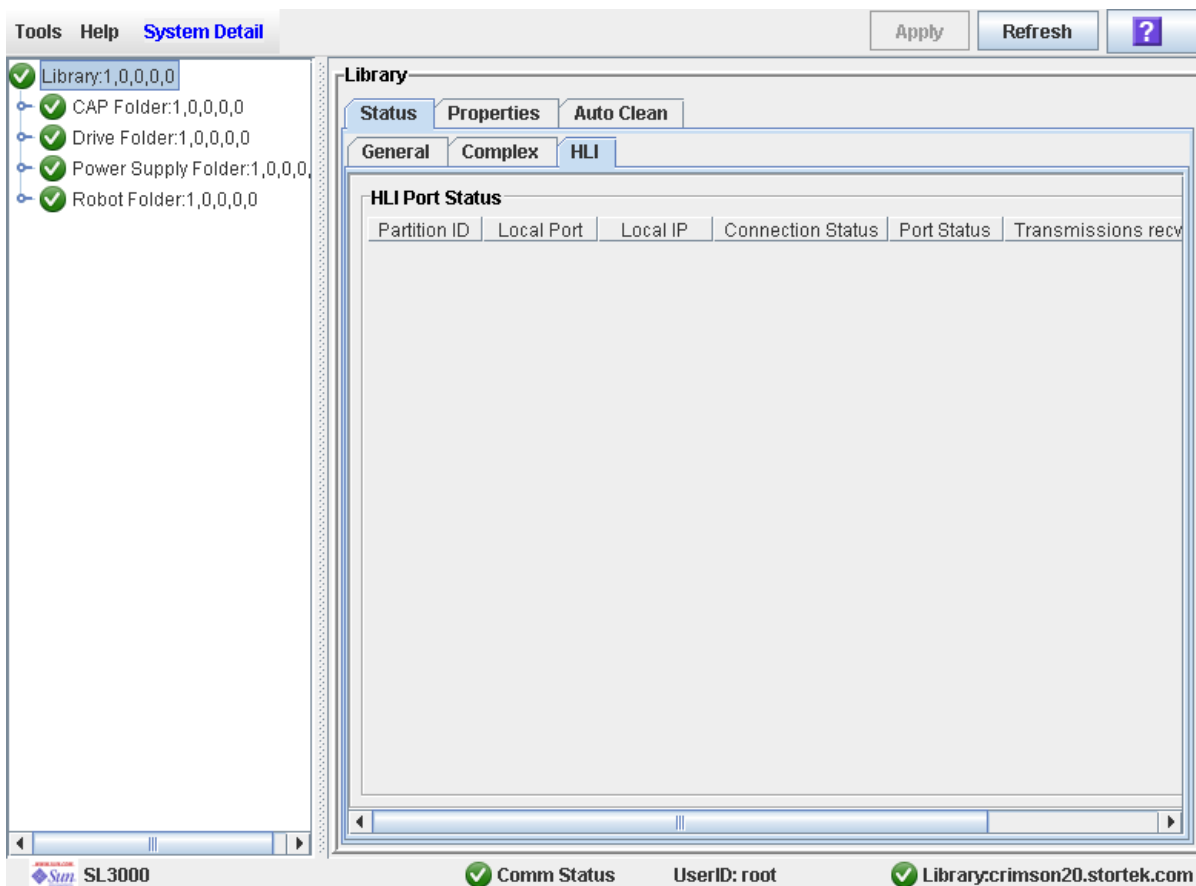 Tools Help System Detail Apply Refresh ?
Library:1,0,0,0,0
CAP Folder:1,0,0,0,0
Drive Folder:1,0,0,0,0
Power Supply Folder:1,0,0,0,
Robot Folder:1,0,0,0,0
Library
Status Properties Auto Clean
General Complex HLI
HLI Port Status
Partition ID Local Port Local IP Connection Status Port Status Transmissions recv
Sun SL3000 Comm Status UserID: root Library:crimson20.stortek.com